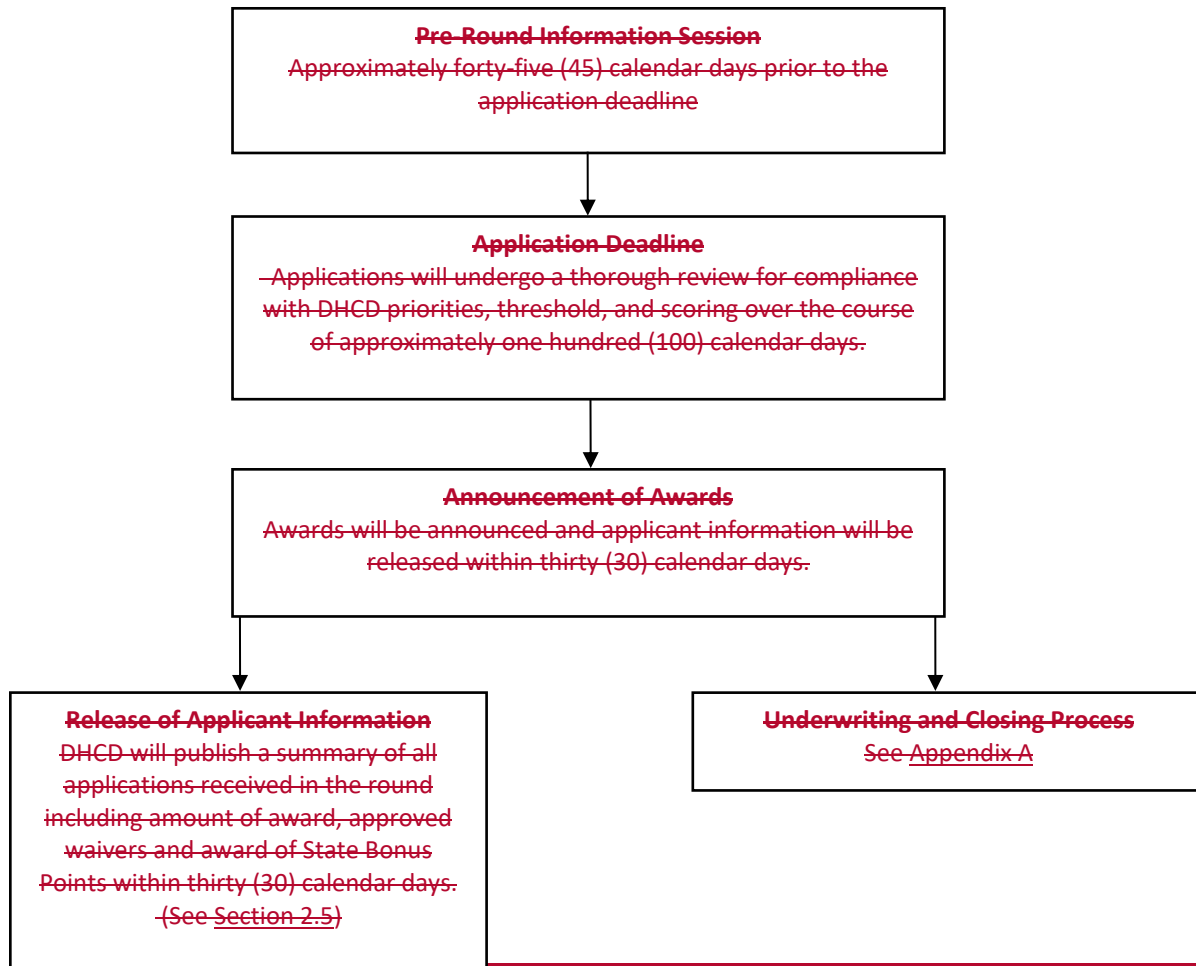 Pre-Round Information Session
Approximately forty-five (45) calendar days prior to the
application deadline
Application Deadline
Applications will undergo a thorough review for compliance
with DHCD priorities, threshold, and scoring over the course
of approximately one hundred (100) calendar days.
Announcement of Awards
Awards will be announced and applicant information will be
released within thirty (30) calendar days.
Release of Applicant Information
DHCD will publish a summary of all
applications received in the round
including amount of award, approved
waivers and award of State Bonus
Points within thirty (30) calendar days.
(See Section 2.5)
Underwriting and Closing Process
See Appendix A